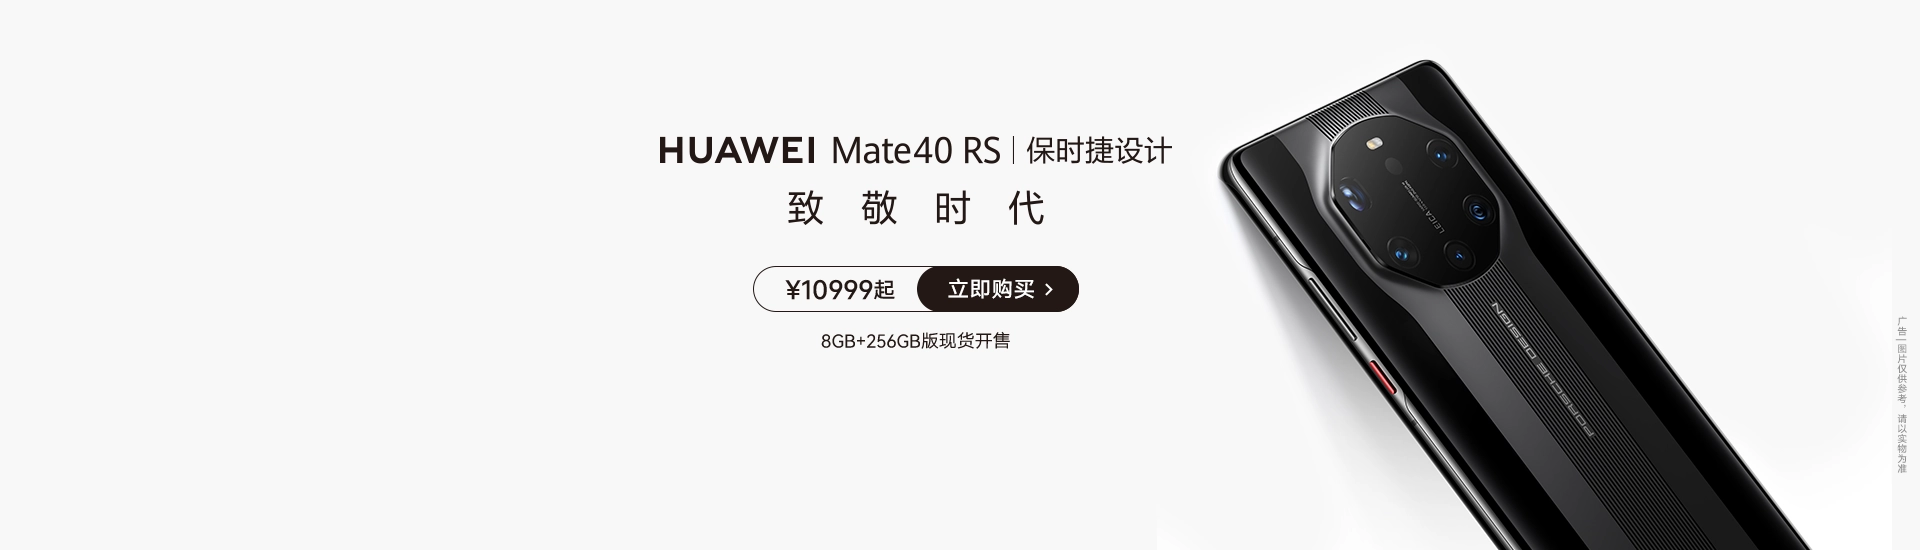 HUAWEI Mate40 RS | 保时捷设计
致敬时代
¥10999起
立即购买 >
8GB+256GB版现货开售
LEICA
PORSCHE DESIGN
广告 | 图片仅供参考，请以实物为准